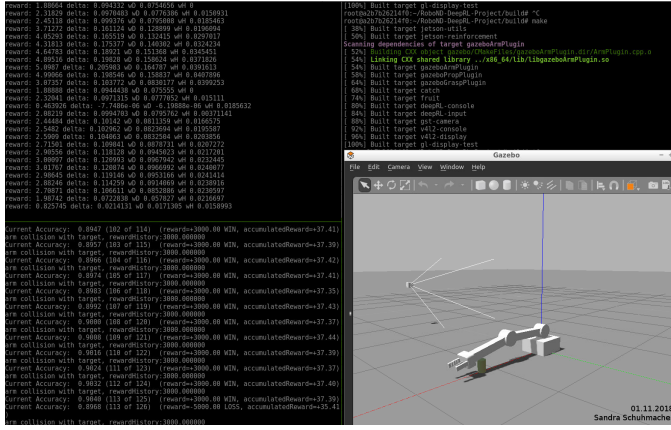 reward: 1.80664 delta: 0.094332 wD 0.0754656 wH 0
reward: 2.31829 delta: 0.0970483 wD 0.0776386 wH 0.0150931
reward: 2.45118 delta: 0.099376 wD 0.0795008 wH 0.0185463
reward: 3.71272 delta: 0.161124 wD 0.128899 wH 0.0196094
reward: 4.05293 delta: 0.165519 wD 0.132415 wH 0.0297017
reward: 4.31813 delta: 0.175377 wD 0.140302 wH 0.0324234
reward: 4.64783 delta: 0.18921 wD 0.151368 wH 0.0345451
reward: 4.89516 delta: 0.19828 wD 0.158624 wH 0.0371826
reward: 5.0987 delta: 0.205983 wD 0.164787 wH 0.0391613
reward: 4.99066 delta: 0.198546 wD 0.158837 wH 0.0407896
reward: 3.07357 delta: 0.103772 wD 0.0830177 wH 0.0399253
reward: 1.88888 delta: 0.0944438 wD 0.075555 wH 0
reward: 2.32041 delta: 0.0971315 wD 0.0777052 wH 0.015111
reward: 0.463926 delta: -7.7486e-06 wD -6.19888e-06 wH 0.0185632
reward: 2.08219 delta: 0.0994703 wD 0.0795762 wH 0.00371141
reward: 2.44484 delta: 0.10142 wD 0.0811359 wH 0.0166575
reward: 2.5482 delta: 0.102962 wD 0.0823694 wH 0.0195587
reward: 2.5909 delta: 0.104063 wD 0.0832504 wH 0.0203856
reward: 2.71501 delta: 0.109841 wD 0.0878731 wH 0.0207272
reward: 2.90556 delta: 0.118128 wD 0.0945023 wH 0.0217201
reward: 3.00097 delta: 0.120993 wD 0.0967942 wH 0.0232445
reward: 3.01767 delta: 0.120874 wD 0.0966992 wH 0.0240077
reward: 2.98645 delta: 0.119146 wD 0.0953166 wH 0.0241414
reward: 2.88246 delta: 0.114259 wD 0.0914069 wH 0.0238916
reward: 2.70871 delta: 0.106611 wD 0.0852886 wH 0.0230597
reward: 1.98742 delta: 0.0722838 wD 0.057827 wH 0.0216697
reward: 0.825745 delta: 0.0214131 wD 0.0171305 wH 0.0158993
Current Accuracy: 0.8947 (102 of 114) (reward=+3000.00 WIN, accumulatedReward=+37.41)
arm collision with target, rewardHistory:3000.000000
Current Accuracy: 0.8957 (103 of 115) (reward=+3000.00 WIN, accumulatedReward=+37.39)
arm collision with target, rewardHistory:3000.000000
Current Accuracy: 0.8966 (104 of 116) (reward=+3000.00 WIN, accumulatedReward=+37.42)
arm collision with target, rewardHistory:3000.000000
Current Accuracy: 0.8974 (105 of 117) (reward=+3000.00 WIN, accumulatedReward=+37.41)
arm collision with target, rewardHistory:3000.000000
Current Accuracy: 0.8983 (106 of 118) (reward=+3000.00 WIN, accumulatedReward=+37.35)
arm collision with target, rewardHistory:3000.000000
Current Accuracy: 0.8992 (107 of 119) (reward=+3000.00 WIN, accumulatedReward=+37.43)
arm collision with target, rewardHistory:3000.000000
Current Accuracy: 0.9000 (108 of 120) (reward=+3000.00 WIN, accumulatedReward=+37.37)
arm collision with target, rewardHistory:3000.000000
Current Accuracy: 0.9008 (109 of 121) (reward=+3000.00 WIN, accumulatedReward=+37.44)
arm collision with target, rewardHistory:3000.000000
Current Accuracy: 0.9016 (110 of 122) (reward=+3000.00 WIN, accumulatedReward=+37.39)
arm collision with target, rewardHistory:3000.000000
Current Accuracy: 0.9024 (111 of 123) (reward=+3000.00 WIN, accumulatedReward=+37.37)
arm collision with target, rewardHistory:3000.000000
Current Accuracy: 0.9032 (112 of 124) (reward=+3000.00 WIN, accumulatedReward=+37.40)
arm collision with target, rewardHistory:3000.000000
Current Accuracy: 0.9040 (113 of 125) (reward=+3000.00 WIN, accumulatedReward=+37.39)
Current Accuracy: 0.8968 (113 of 126) (reward=-5000.00 LOSS, accumulatedReward=+35.41
)
arm collision with target, rewardHistory:3000.000000
[100%] Built target gl-display-test
root@a2b7b26214f0:~/RoboND-DeepRL-Project/build# ^C
root@a2b7b26214f0:~/RoboND-DeepRL-Project/build# make
[ 38%] Built target jetson-utils
[ 50%] Built target jetson-reinforcement
Scanning dependencies of target gazeboArmPlugin
[ 52%] Building CXX object gazebo/CMakeFiles/gazeboArmPlugin.dir/ArmPlugin.cpp.o
[ 54%] Linking CXX shared library ../x86_64/lib/libgazeboArmPlugin.so
[ 54%] Built target gazeboArmPlugin
[ 58%] Built target gazeboPropPlugin
[ 64%] Built target gazeboGraspPlugin
[ 68%] Built target catch
[ 74%] Built target fruit
[ 80%] Built target deepRL-console
[ 84%] Built target deepRL-input
[ 88%] Built target gst-camera
[ 92%] Built target v4l2-console
[ 96%] Built target v4l2-display
[100%] Built target gl-display-test
Gazebo
File Edit Camera View Window Help
01.11.2018
Sandra Schuhmache